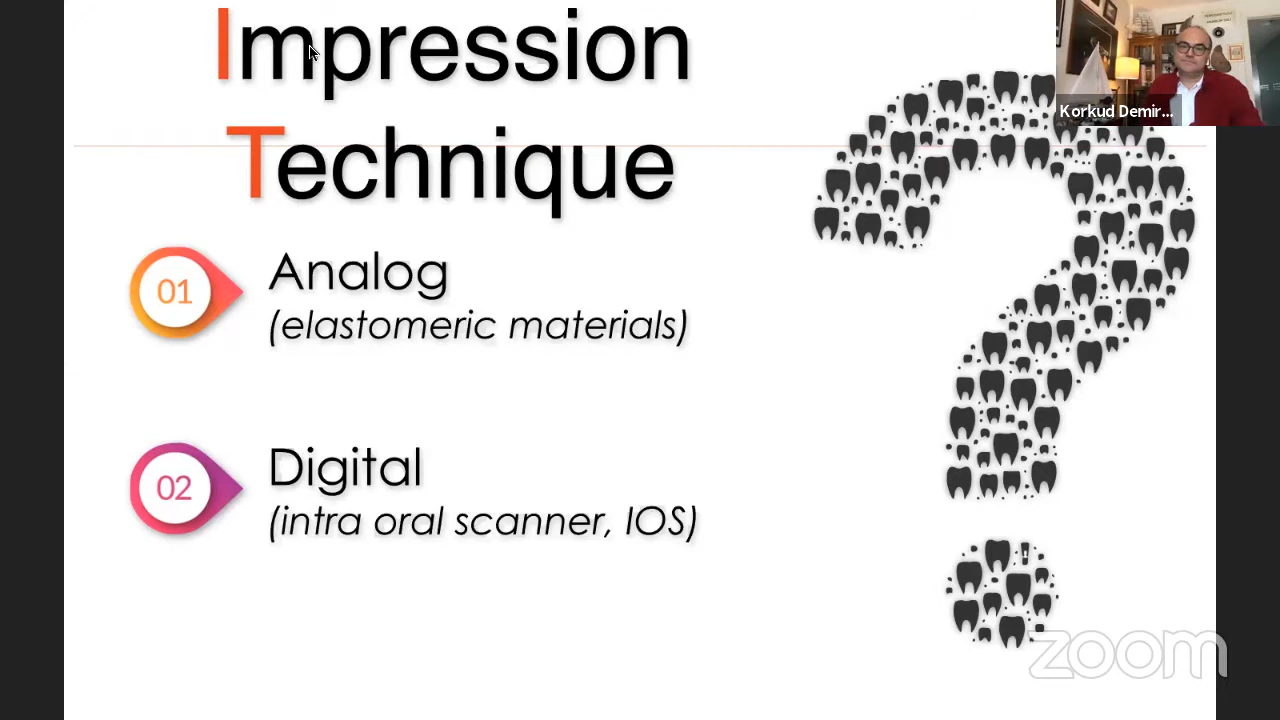 Impression
Technique
01
Analog
(elastomeric materials)
02
Digital
(intra oral scanner, IOS)
Korkud Demir...
zoom